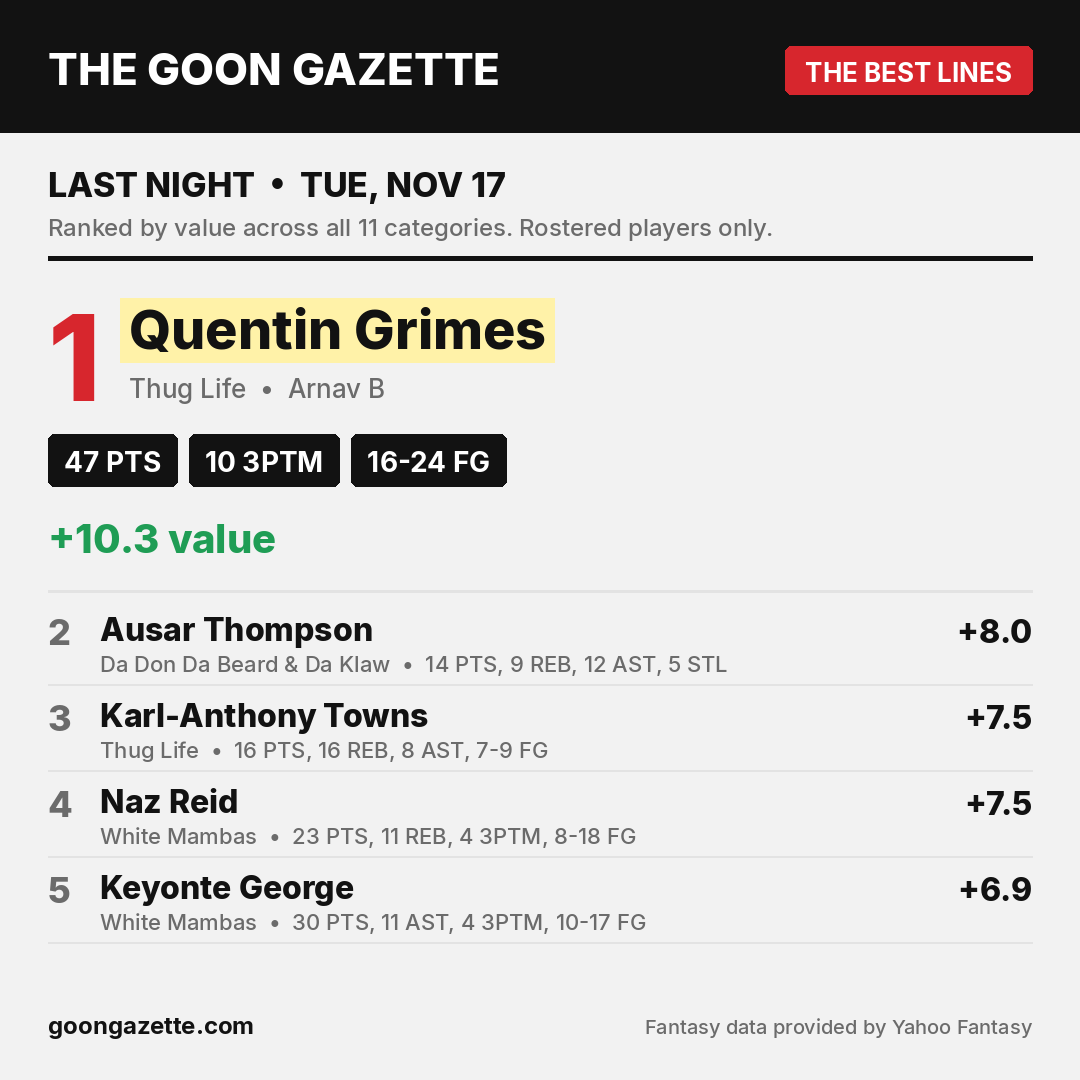 THE GOON GAZETTE
THE BEST LINES
LAST NIGHT • TUE, NOV 17
Ranked by value across all 11 categories. Rostered players only.
1
Quentin Grimes
Thug Life • Arnav B
47 PTS
10 3PTM
16-24 FG
+10.3 value
2
Ausar Thompson
+8.0
Da Don Da Beard & Da Klaw • 14 PTS, 9 REB, 12 AST, 5 STL
3
Karl-Anthony Towns
+7.5
Thug Life • 16 PTS, 16 REB, 8 AST, 7-9 FG
4
Naz Reid
+7.5
White Mambas • 23 PTS, 11 REB, 4 3PTM, 8-18 FG
5
Keyonte George
+6.9
White Mambas • 30 PTS, 11 AST, 4 3PTM, 10-17 FG
goongazette.com
Fantasy data provided by Yahoo Fantasy